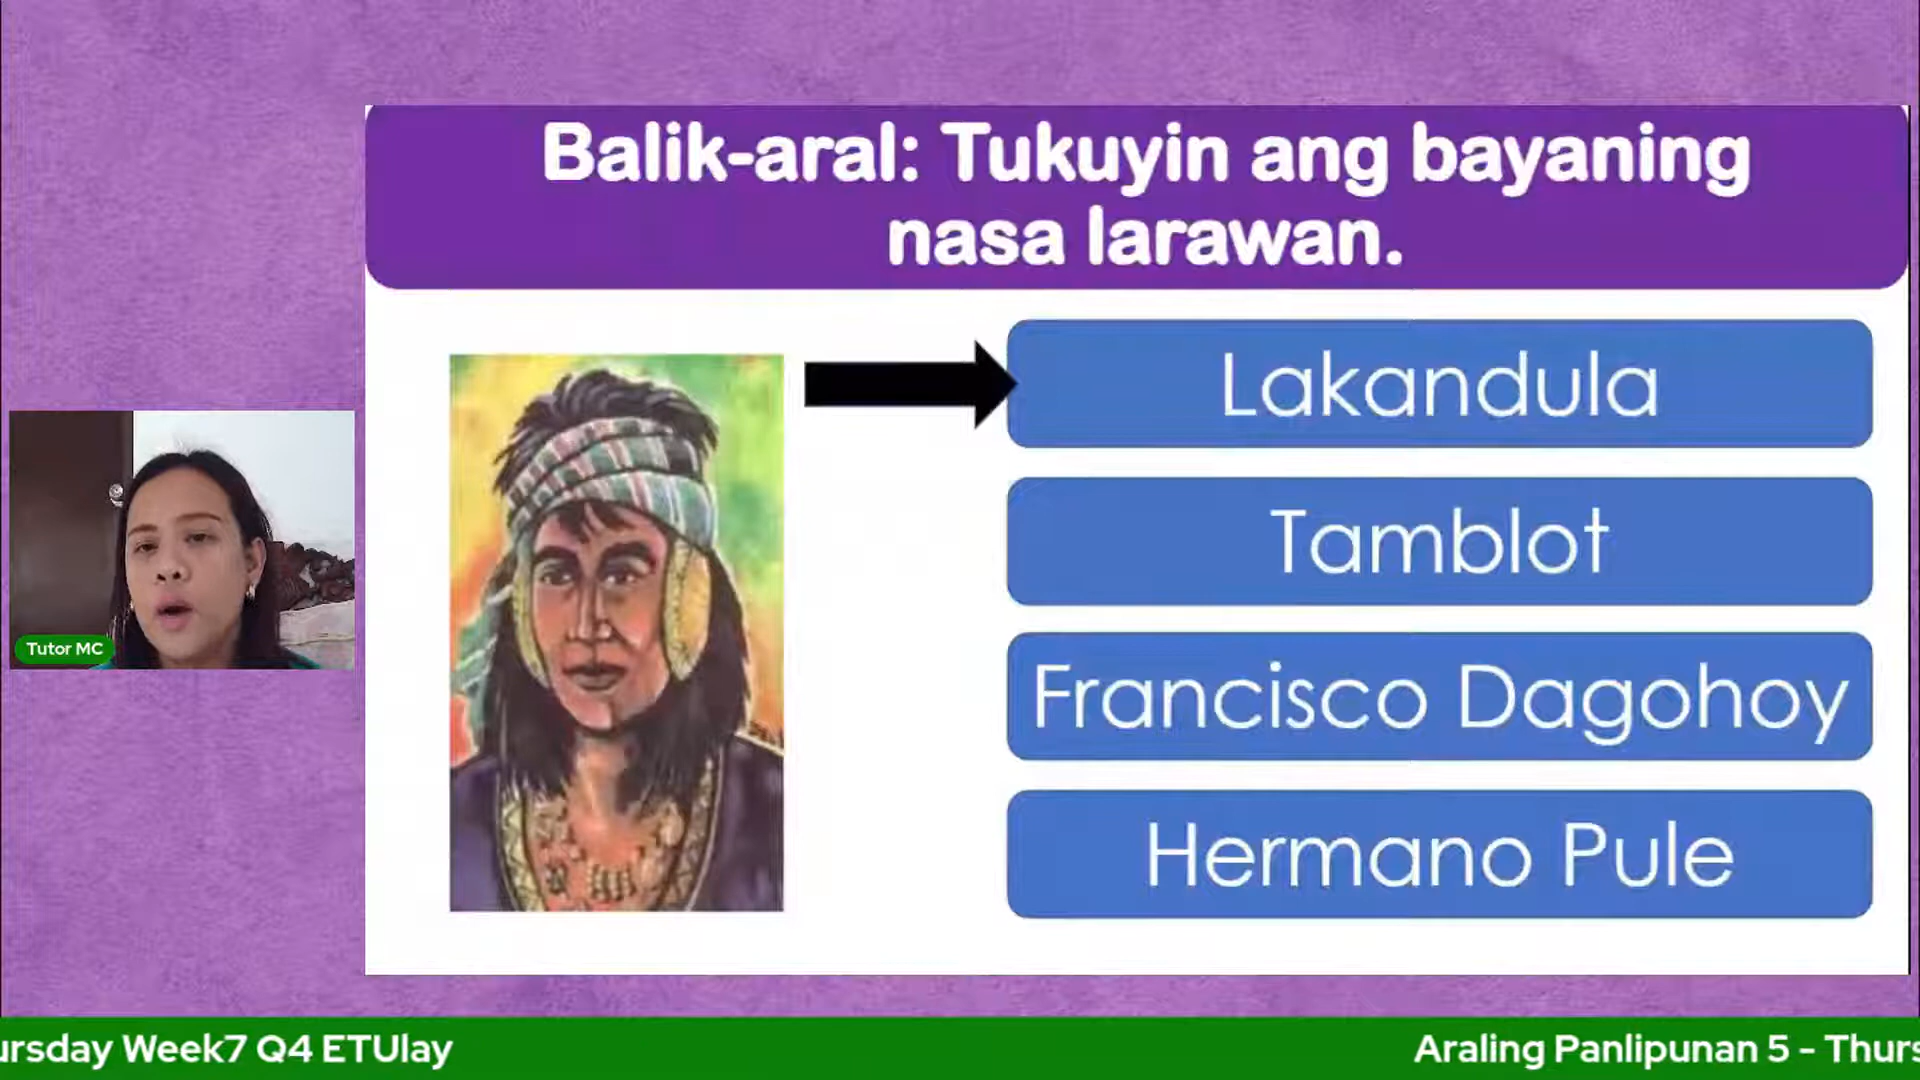 Balik-aral: Tukuyin ang bayaning
nasa larawan.
Lakandula
Tamblot
Francisco Dagohoy
Hermano Pule
Tutor MC
ursday Week7 Q4 ETUlay
Araling Panlipunan 5 - Thurs